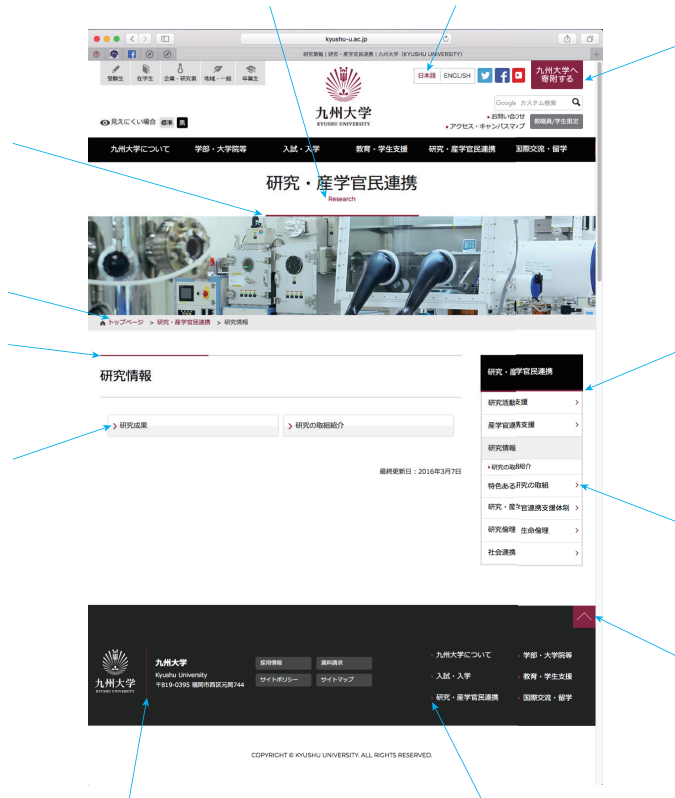 kyushu-u.ac.jp
研究情報 | 研究・産学官民連携 | 九州大学（KYUSHU UNIVERSITY）
受験生 在学生 企業・研究者 地域・一般 卒業生
日本語 ENGLISH
九州大学へ
寄附する
Google カスタム検索
九州大学
KYUSHU UNIVERSITY
見えにくい場合 標準 黒
お問い合わせ
アクセス・キャンパスマップ
教職員/学生限定
九州大学について 学部・大学院等 入試・入学 教育・学生支援 研究・産学官民連携 国際交流・留学
研究・産学官民連携
Research
トップページ > 研究・産学官民連携 > 研究情報
研究情報
> 研究成果
> 研究の取組紹介
最終更新日：2016年3月7日
研究・産学官民連携
研究活動支援 >
産学官連携支援 >
研究情報
研究の取組紹介
特色ある研究の取組 >
研究・産学官連携支援体制 >
研究倫理 生命倫理 >
社会連携 >
九州大学
KYUSHU UNIVERSITY
九州大学
Kyushu University
〒819-0395 福岡市西区元岡744
採用情報 資料請求
サイトポリシー サイトマップ
九州大学について 学部・大学院等
入試・入学 教育・学生支援
研究・産学官民連携 国際交流・留学
COPYRIGHT © KYUSHU UNIVERSITY. ALL RIGHTS RESERVED.